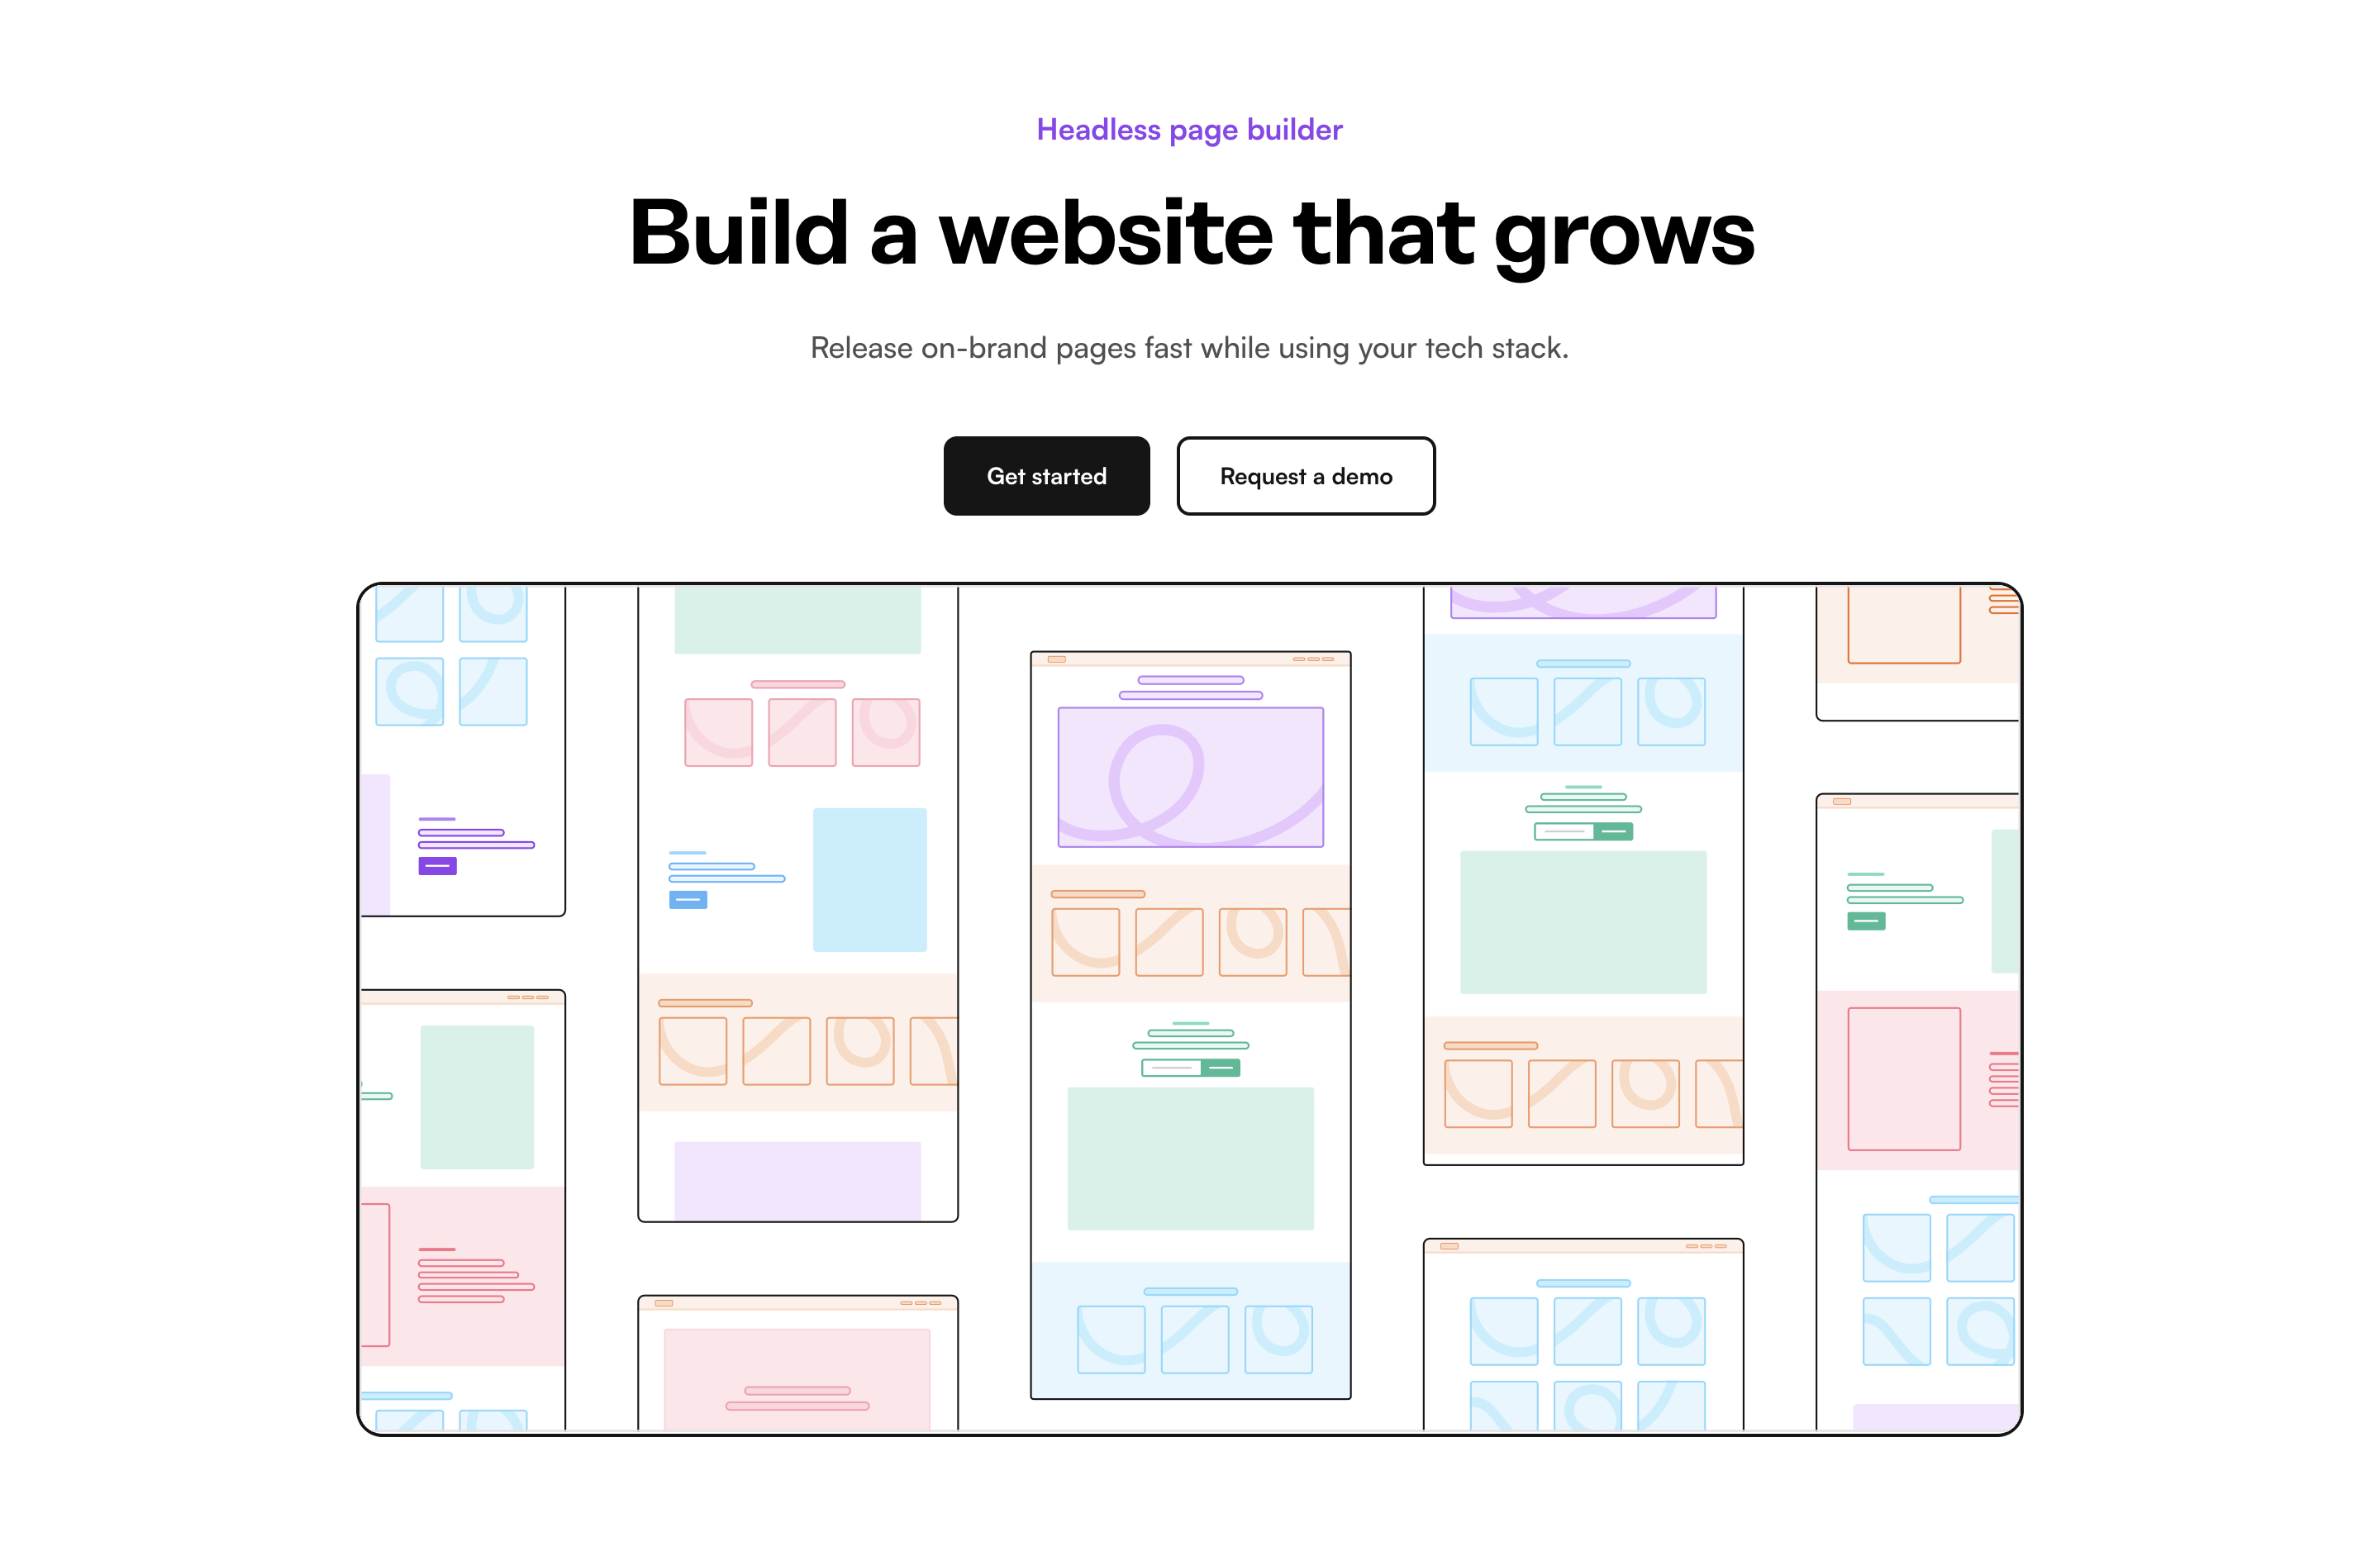 Headless page builder
Build a website that grows
Release on-brand pages fast while using your tech stack.
Get started
Request a demo